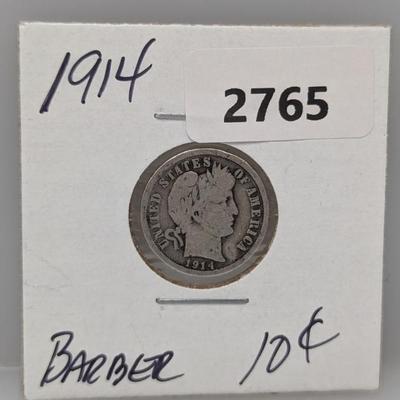 1914
2765
UNITED STATES OF AMERICA
1914
BARBER 10¢